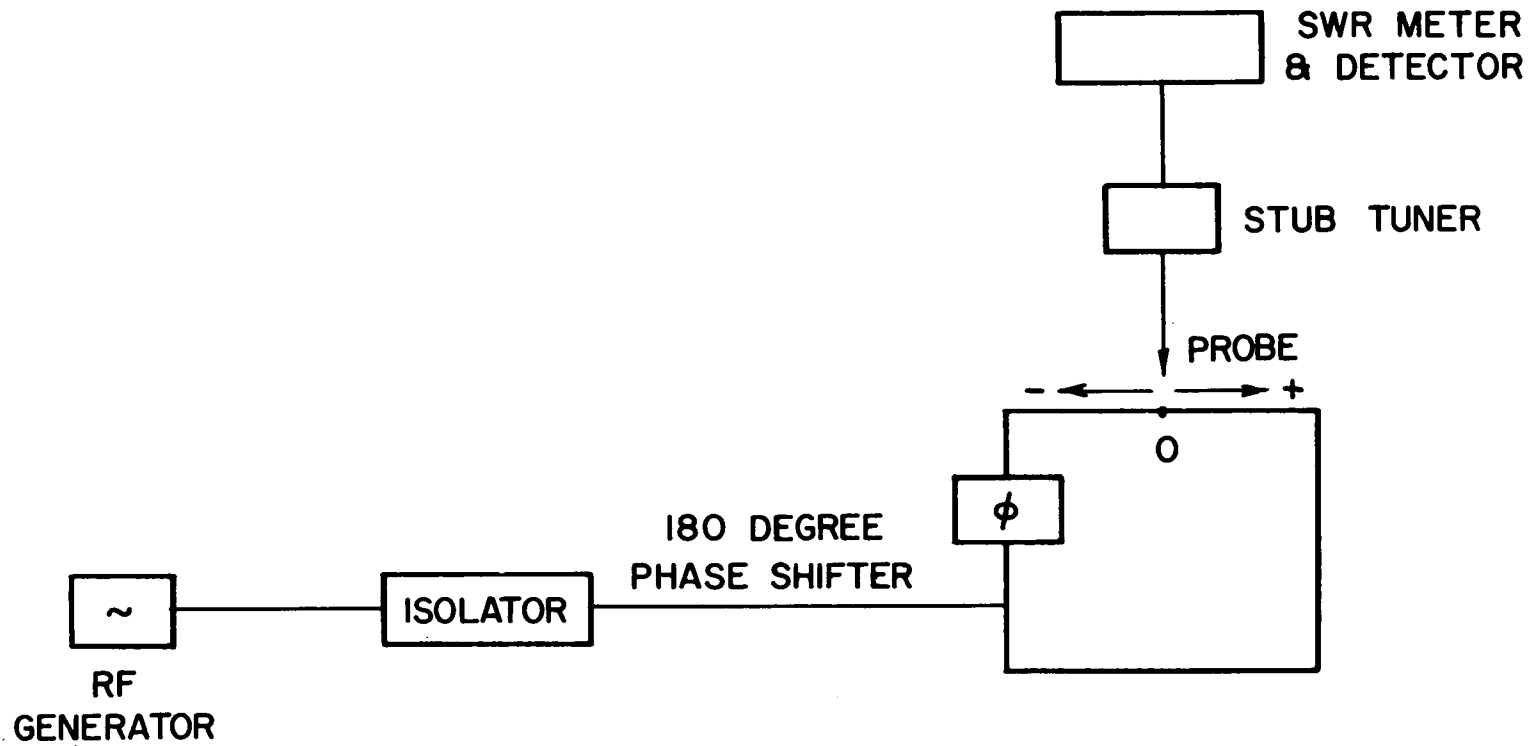 SWR METER
& DETECTOR
STUB TUNER
PROBE
- +
O
ϕ
180 DEGREE
PHASE SHIFTER
~
ISOLATOR
RF
GENERATOR